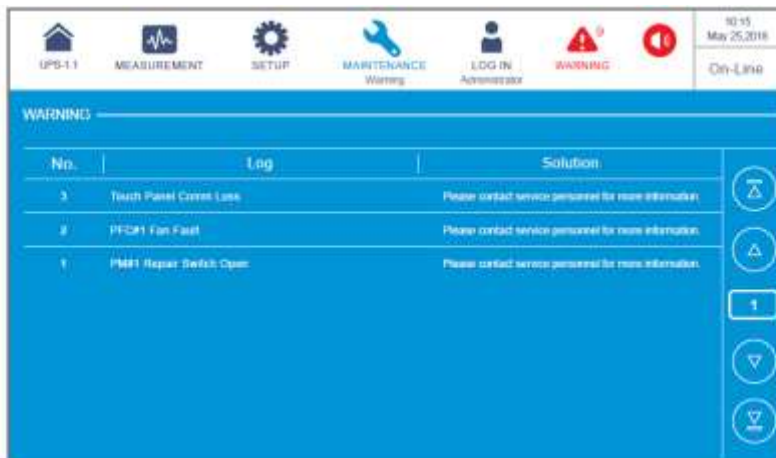 UPS-1.1
MEASUREMENT
SETUP
MAINTENANCE
Warning
LOG IN
Administrator
WARNING
10:15
May 25,2018
On-Line
WARNING
No. Log Solution
3 Touch Panel Comm Loss Please contact service personnel for more information.
2 PFC#1 Fan Fault Please contact service personnel for more information.
1 PM#1 Repair Switch Open Please contact service personnel for more information.
1